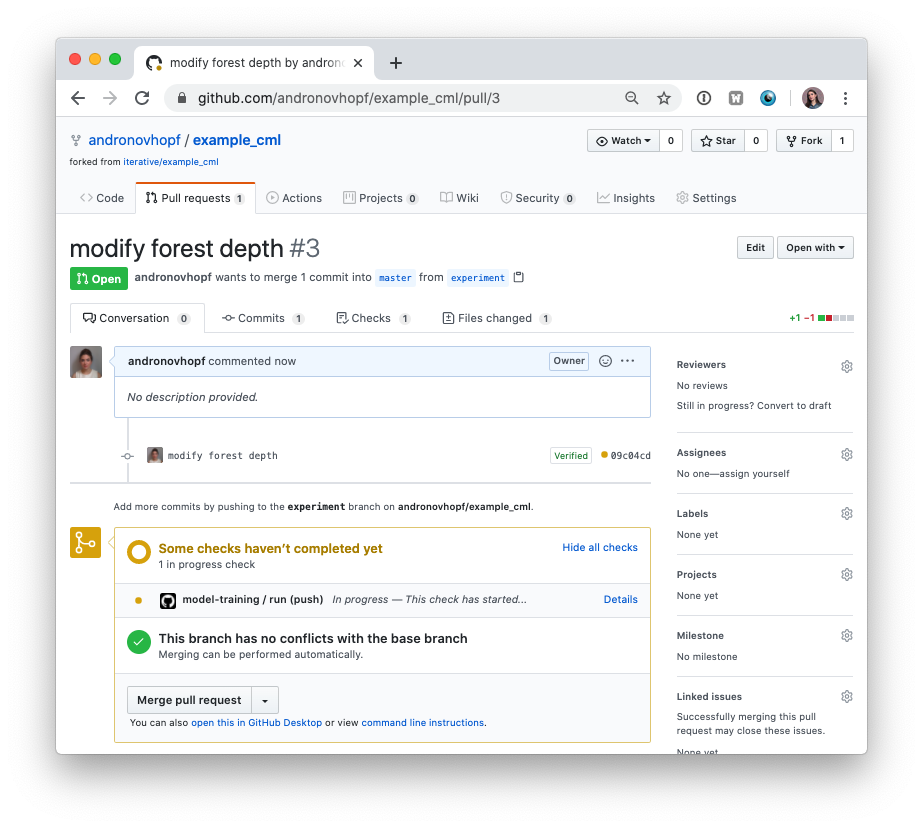 modify forest depth by andron
github.com/andronovhopf/example_cml/pull/3
andronovhopf / example_cml
Watch 0 Star 0 Fork 1
forked from iterative/example_cml
Code Pull requests 1 Actions Projects 0 Wiki Security 0 Insights Settings
modify forest depth #3
Edit Open with
Open andronovhopf wants to merge 1 commit into master from experiment
Conversation 0 Commits 1 Checks 1 Files changed 1 +1 −1
andronovhopf commented now Owner
No description provided.
modify forest depth Verified 09c04cd
Add more commits by pushing to the experiment branch on andronovhopf/example_cml.
Some checks haven’t completed yet Hide all checks
1 in progress check
model-training / run (push) In progress — This check has started... Details
This branch has no conflicts with the base branch
Merging can be performed automatically.
Merge pull request
You can also open this in GitHub Desktop or view command line instructions.
Reviewers
No reviews
Still in progress? Convert to draft
Assignees
No one—assign yourself
Labels
None yet
Projects
None yet
Milestone
No milestone
Linked issues
Successfully merging this pull
request may close these issues.
None yet